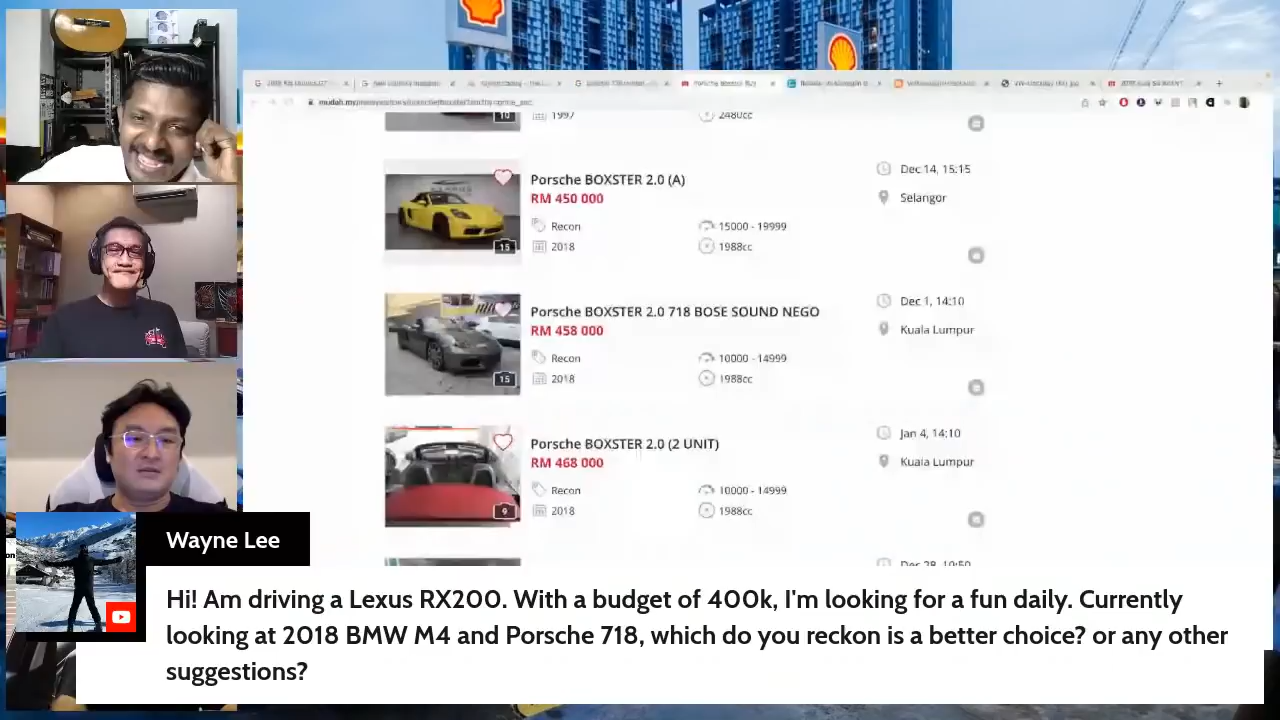 mudah.my
10
1997
2480cc
Porsche BOXSTER 2.0 (A)
RM 450 000
Recon
15000 - 19999
2018
1988cc
15
Dec 14, 15:15
Selangor
Porsche BOXSTER 2.0 718 BOSE SOUND NEGO
RM 458 000
Recon
10000 - 14999
2018
1988cc
15
Dec 1, 14:10
Kuala Lumpur
Porsche BOXSTER 2.0 (2 UNIT)
RM 468 000
Recon
10000 - 14999
2018
1988cc
9
Jan 4, 14:10
Kuala Lumpur
Wayne Lee
Hi! Am driving a Lexus RX200. With a budget of 400k, I'm looking for a fun daily. Currently
looking at 2018 BMW M4 and Porsche 718, which do you reckon is a better choice? or any other
suggestions?